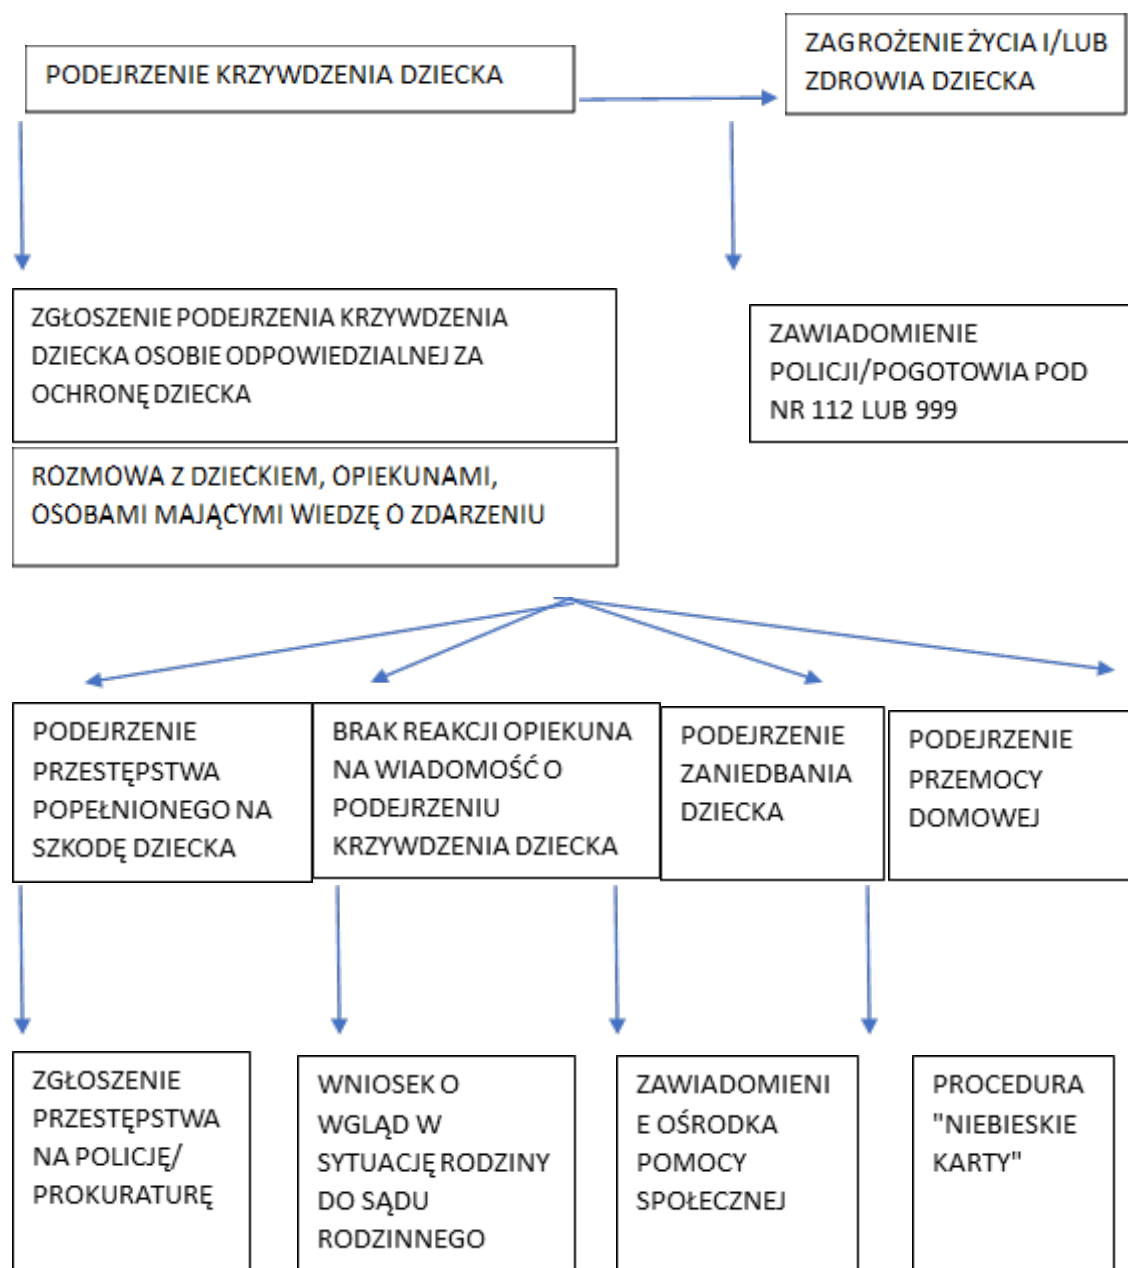 PODEJRZENIE KRZYWDZENIA DZIECKA
ZAGROŻENIE ŻYCIA I/LUB
ZDROWIA DZIECKA
ZGŁOSZENIE PODEJRZENIA KRZYWDZENIA
DZIECKA OSOBIE ODPOWIEDZIALNEJ ZA
OCHRONĘ DZIECKA
ZAWIADOMIENIE
POLICJI/POGOTOWIA POD
NR 112 LUB 999
ROZMOWA Z DZIECKIEM, OPIEKUNAMI,
OSOBAMI MAJĄCYMI WIEDZĘ O ZDARZENIU
PODEJRZENIE
PRZESTĘPSTWA
POPEŁNIONEGO NA
SZKODĘ DZIECKA
BRAK REAKCJI OPIEKUNA
NA WIADOMOŚĆ O
PODEJRZENIU
KRZYWDZENIA DZIECKA
PODEJRZENIE
ZANIEDBANIA
DZIECKA
PODEJRZENIE
PRZEMOCY
DOMOWEJ
ZGŁOSZENIE
PRZESTĘPSTWA
NA POLICJĘ/
PROKURATURĘ
WNIOSEK O
WGLĄD W
SYTUACJĘ RODZINY
DO SĄDU
RODZINNEGO
ZAWIADOMIENI
E OŚRODKA
POMOCY
SPOŁECZNEJ
PROCEDURA
"NIEBIESKIE
KARTY"